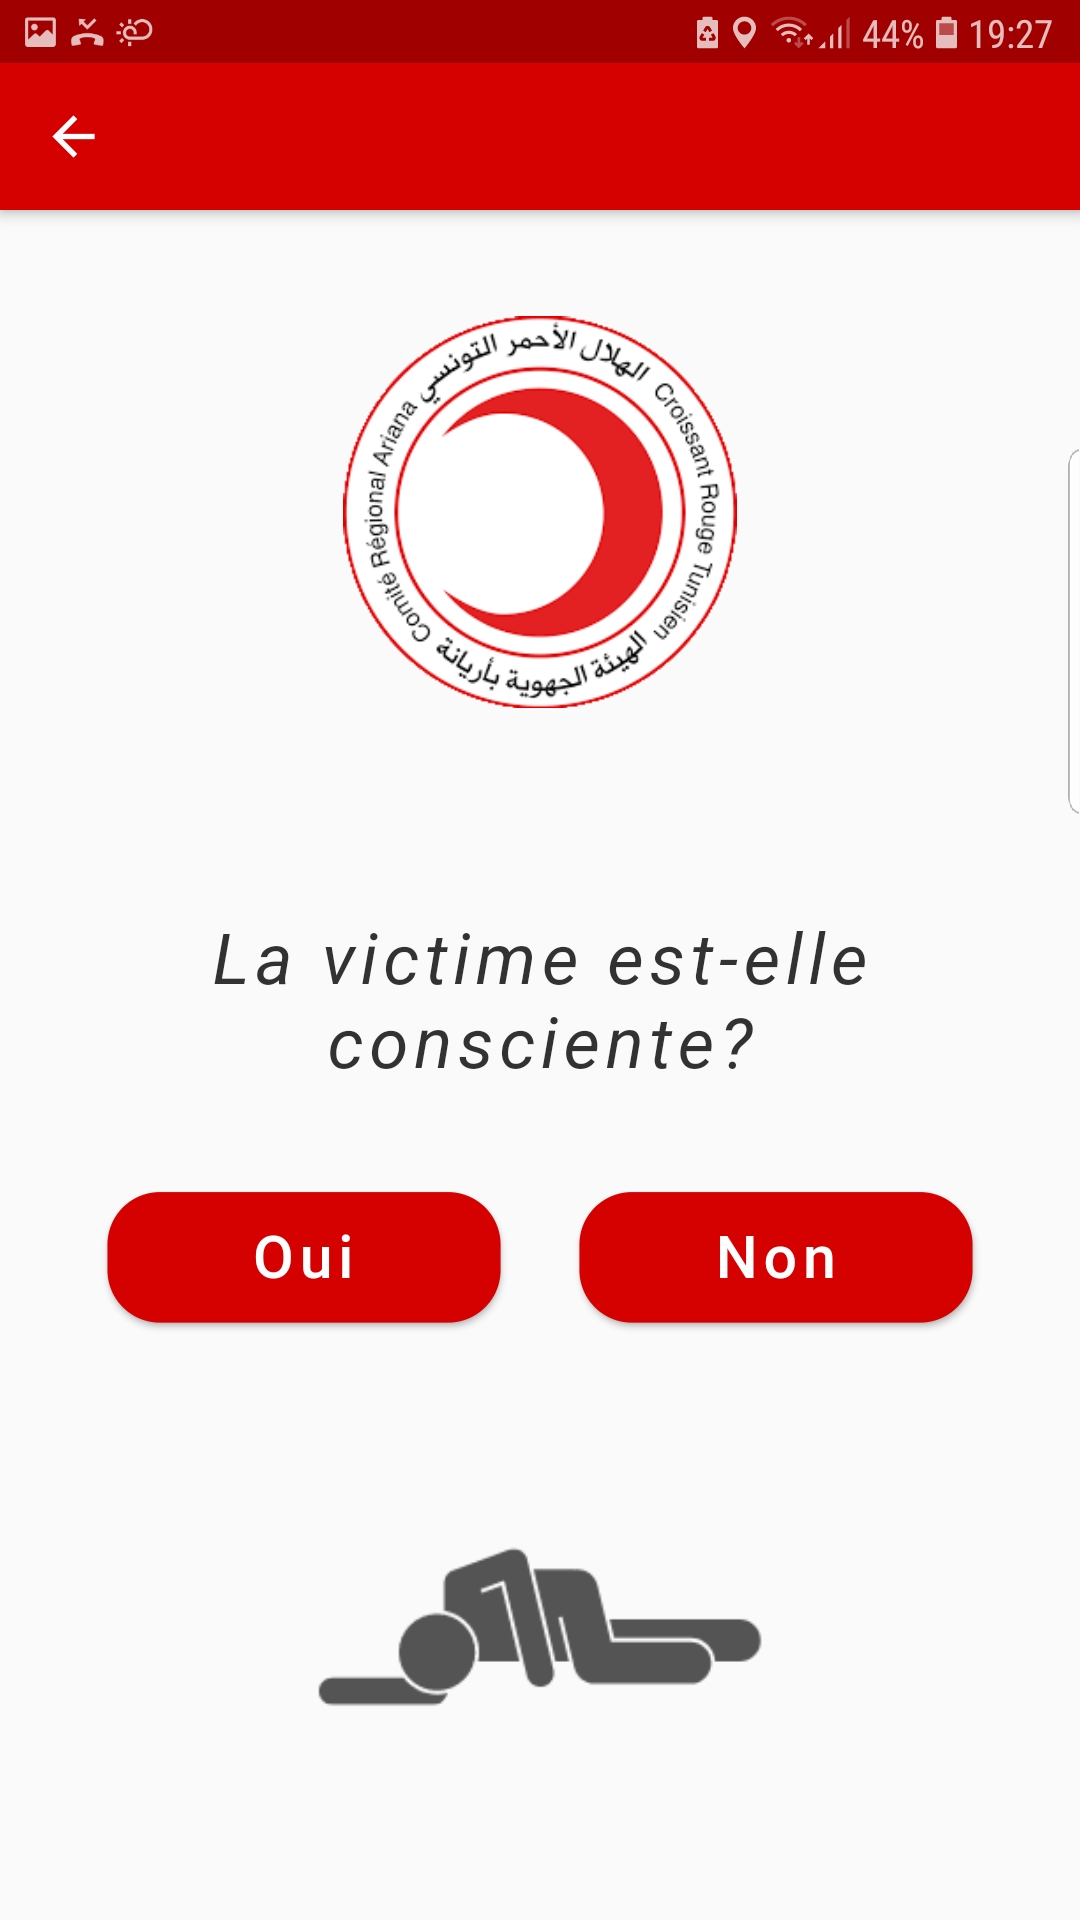 44% 19:27
الهلال الأحمر التونسي
Croissant Rouge Tunisien
Comité Régional Ariana
الهيئة الجهوية بأريانة
La victime est-elle
consciente?
Oui Non